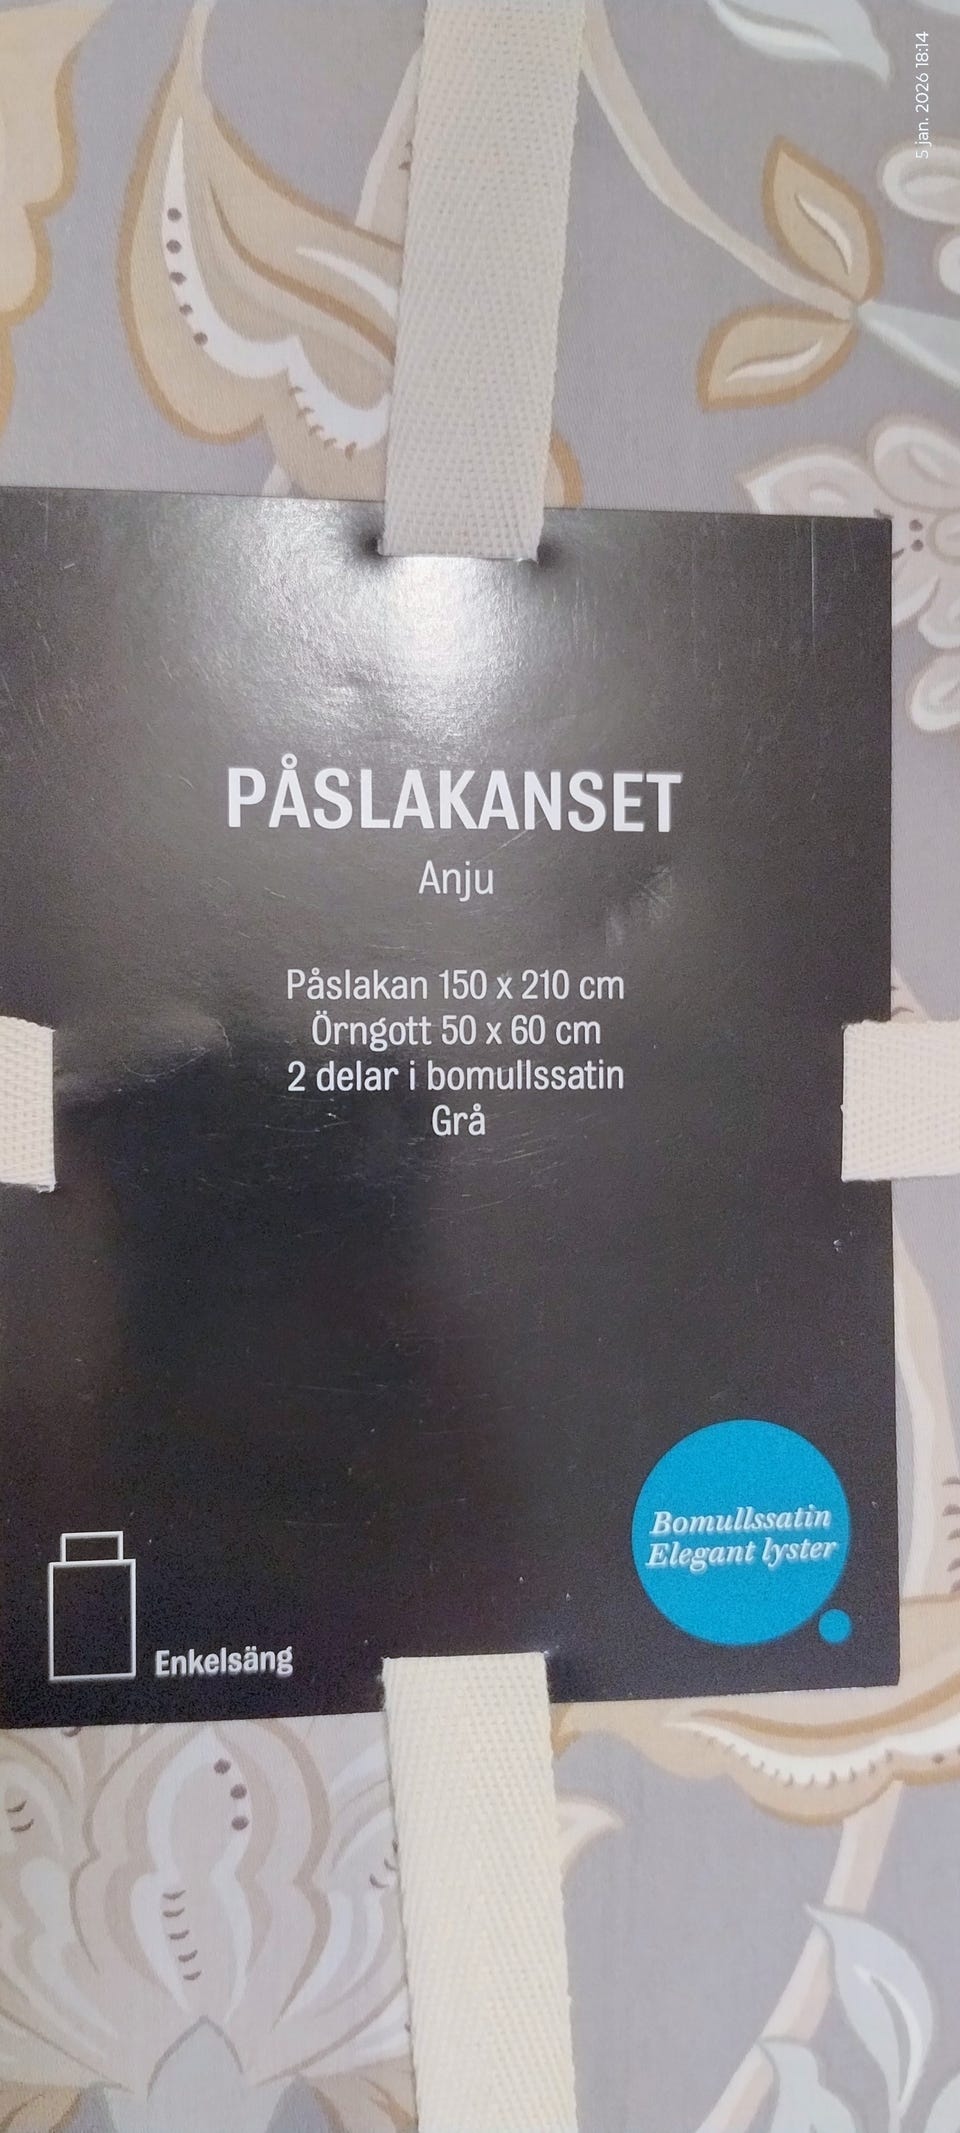 5 jan. 2026 18:14
PÅSLAKANSET
Anju
Påslakan 150 x 210 cm
Örngott 50 x 60 cm
2 delar i bomullssatin
Grå
Bomullssatin
Elegant lyster
Enkelsäng